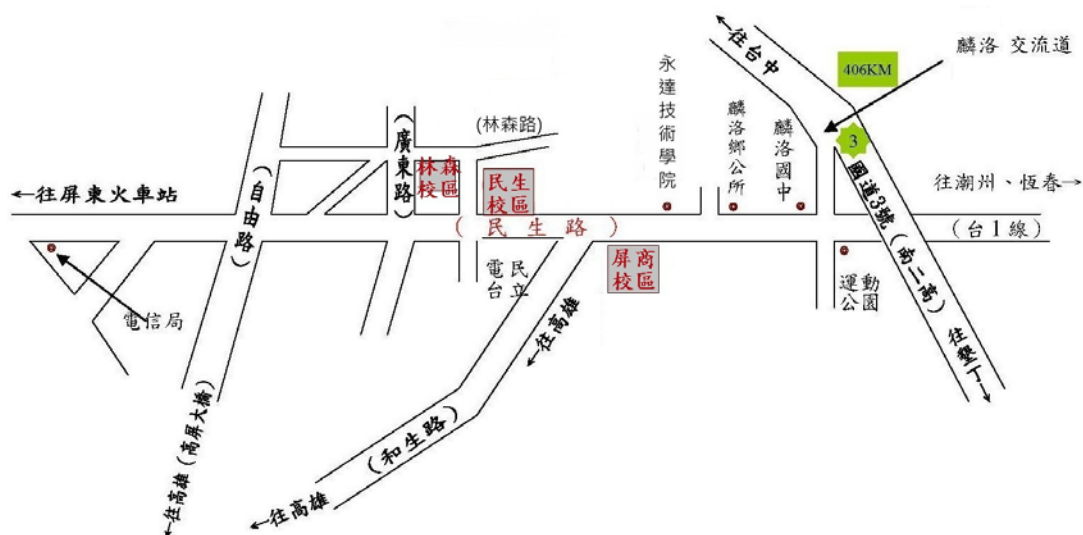 ←往台中
麟洛 交流道
406KM
永達技術學院
麟洛鄉公所
麟洛國中
3
(林森路)
(廣東路)
林森
校區
民生
校區
(自由路)
←往屏東火車站
往潮州、恆春→
國道3號(南二高)
(民生路)
(台1線)
電台
民立
屏商
校區
運動
公園
電信局
←往高雄
往墾丁→
(和生路)
←往高雄(高屏大橋)
←往高雄